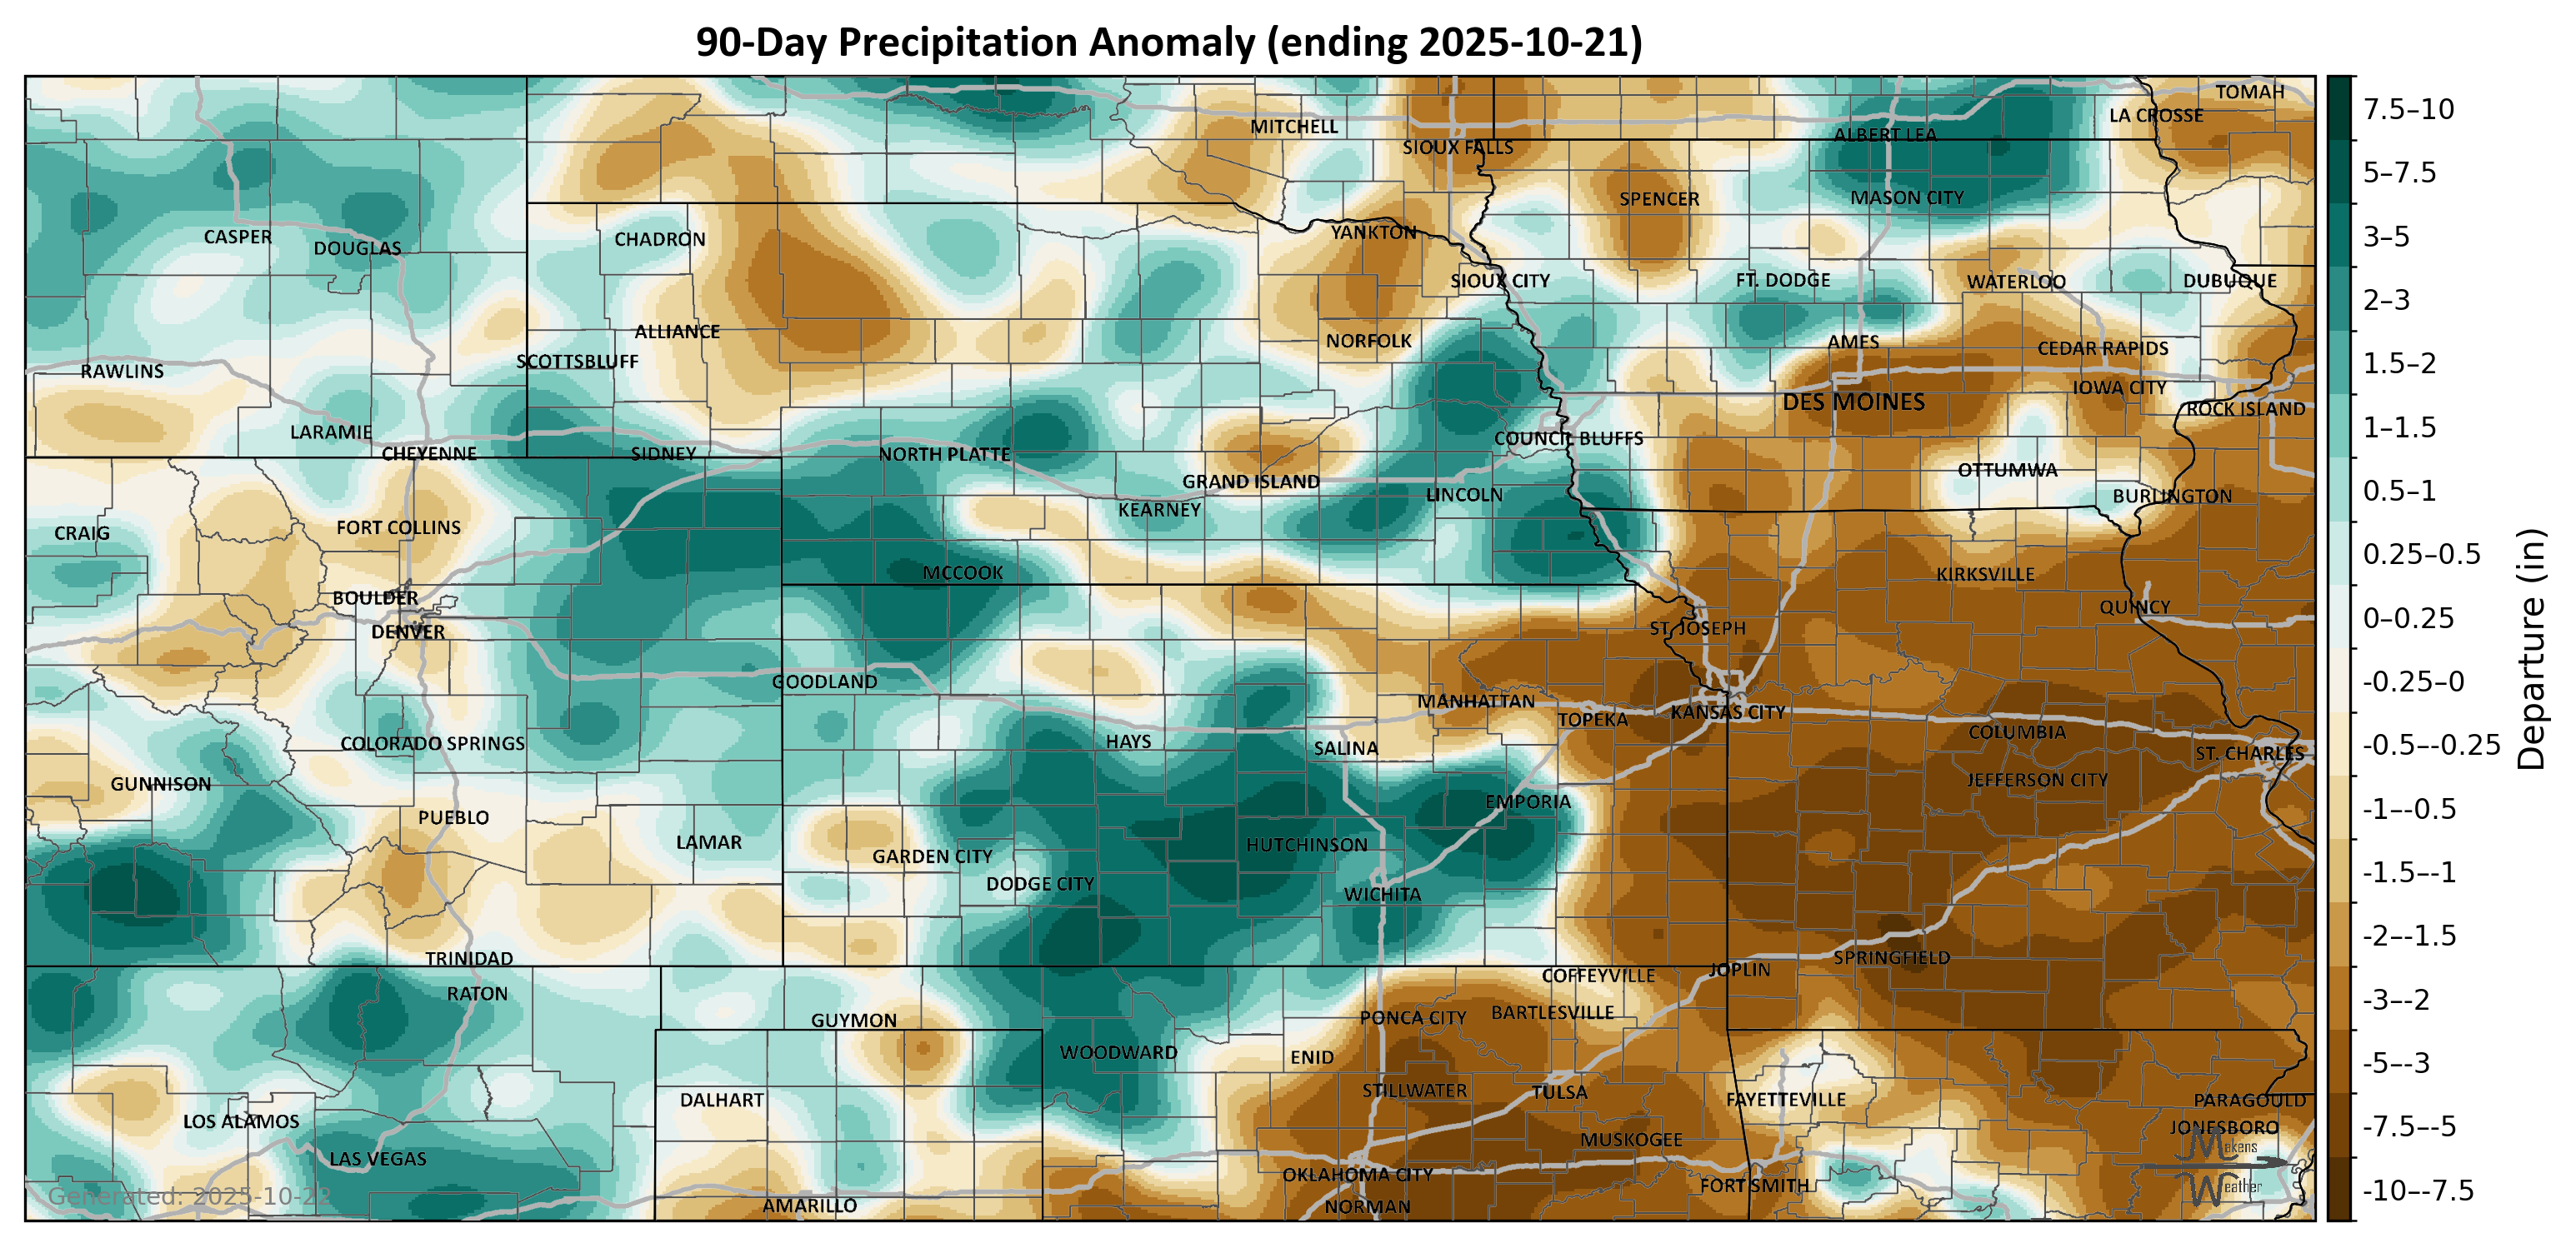 90-Day Precipitation Anomaly (ending 2025-10-21)
TOMAH
LA CROSSE
MITCHELL
ALBERT LEA
SIOUX FALLS
SPENCER
MASON CITY
CASPER
DOUGLAS
CHADRON
YANKTON
SIOUX CITY
FT. DODGE
WATERLOO
DUBUQUE
ALLIANCE
NORFOLK
AMES
CEDAR RAPIDS
SCOTTSBLUFF
RAWLINS
IOWA CITY
DES MOINES
ROCK ISLAND
LARAMIE
COUNCIL BLUFFS
CHEYENNE
SIDNEY
NORTH PLATTE
OTTUMWA
GRAND ISLAND
LINCOLN
BURLINGTON
KEARNEY
CRAIG
FORT COLLINS
MCCOOK
KIRKSVILLE
BOULDER
QUINCY
DENVER
ST. JOSEPH
GOODLAND
MANHATTAN
TOPEKA
KANSAS CITY
COLUMBIA
COLORADO SPRINGS
HAYS
SALINA
ST. CHARLES
GUNNISON
JEFFERSON CITY
EMPORIA
PUEBLO
LAMAR
HUTCHINSON
GARDEN CITY
DODGE CITY
WICHITA
TRINIDAD
SPRINGFIELD
JOPLIN
COFFEYVILLE
RATON
BARTLESVILLE
PONCA CITY
GUYMON
WOODWARD
ENID
STILLWATER
TULSA
DALHART
FAYETTEVILLE
PARAGOULD
LOS ALAMOS
JONESBORO
MUSKOGEE
LAS VEGAS
OKLAHOMA CITY
FORT SMITH
AMARILLO
NORMAN
Generated: 2025-10-22
Makens
Weather
7.5–10
5–7.5
3–5
2–3
1.5–2
1–1.5
0.5–1
0.25–0.5
0–0.25
-0.25–0
-0.5–-0.25
-1–-0.5
-1.5–-1
-2–-1.5
-3–-2
-5–-3
-7.5–-5
-10–-7.5
Departure (in)